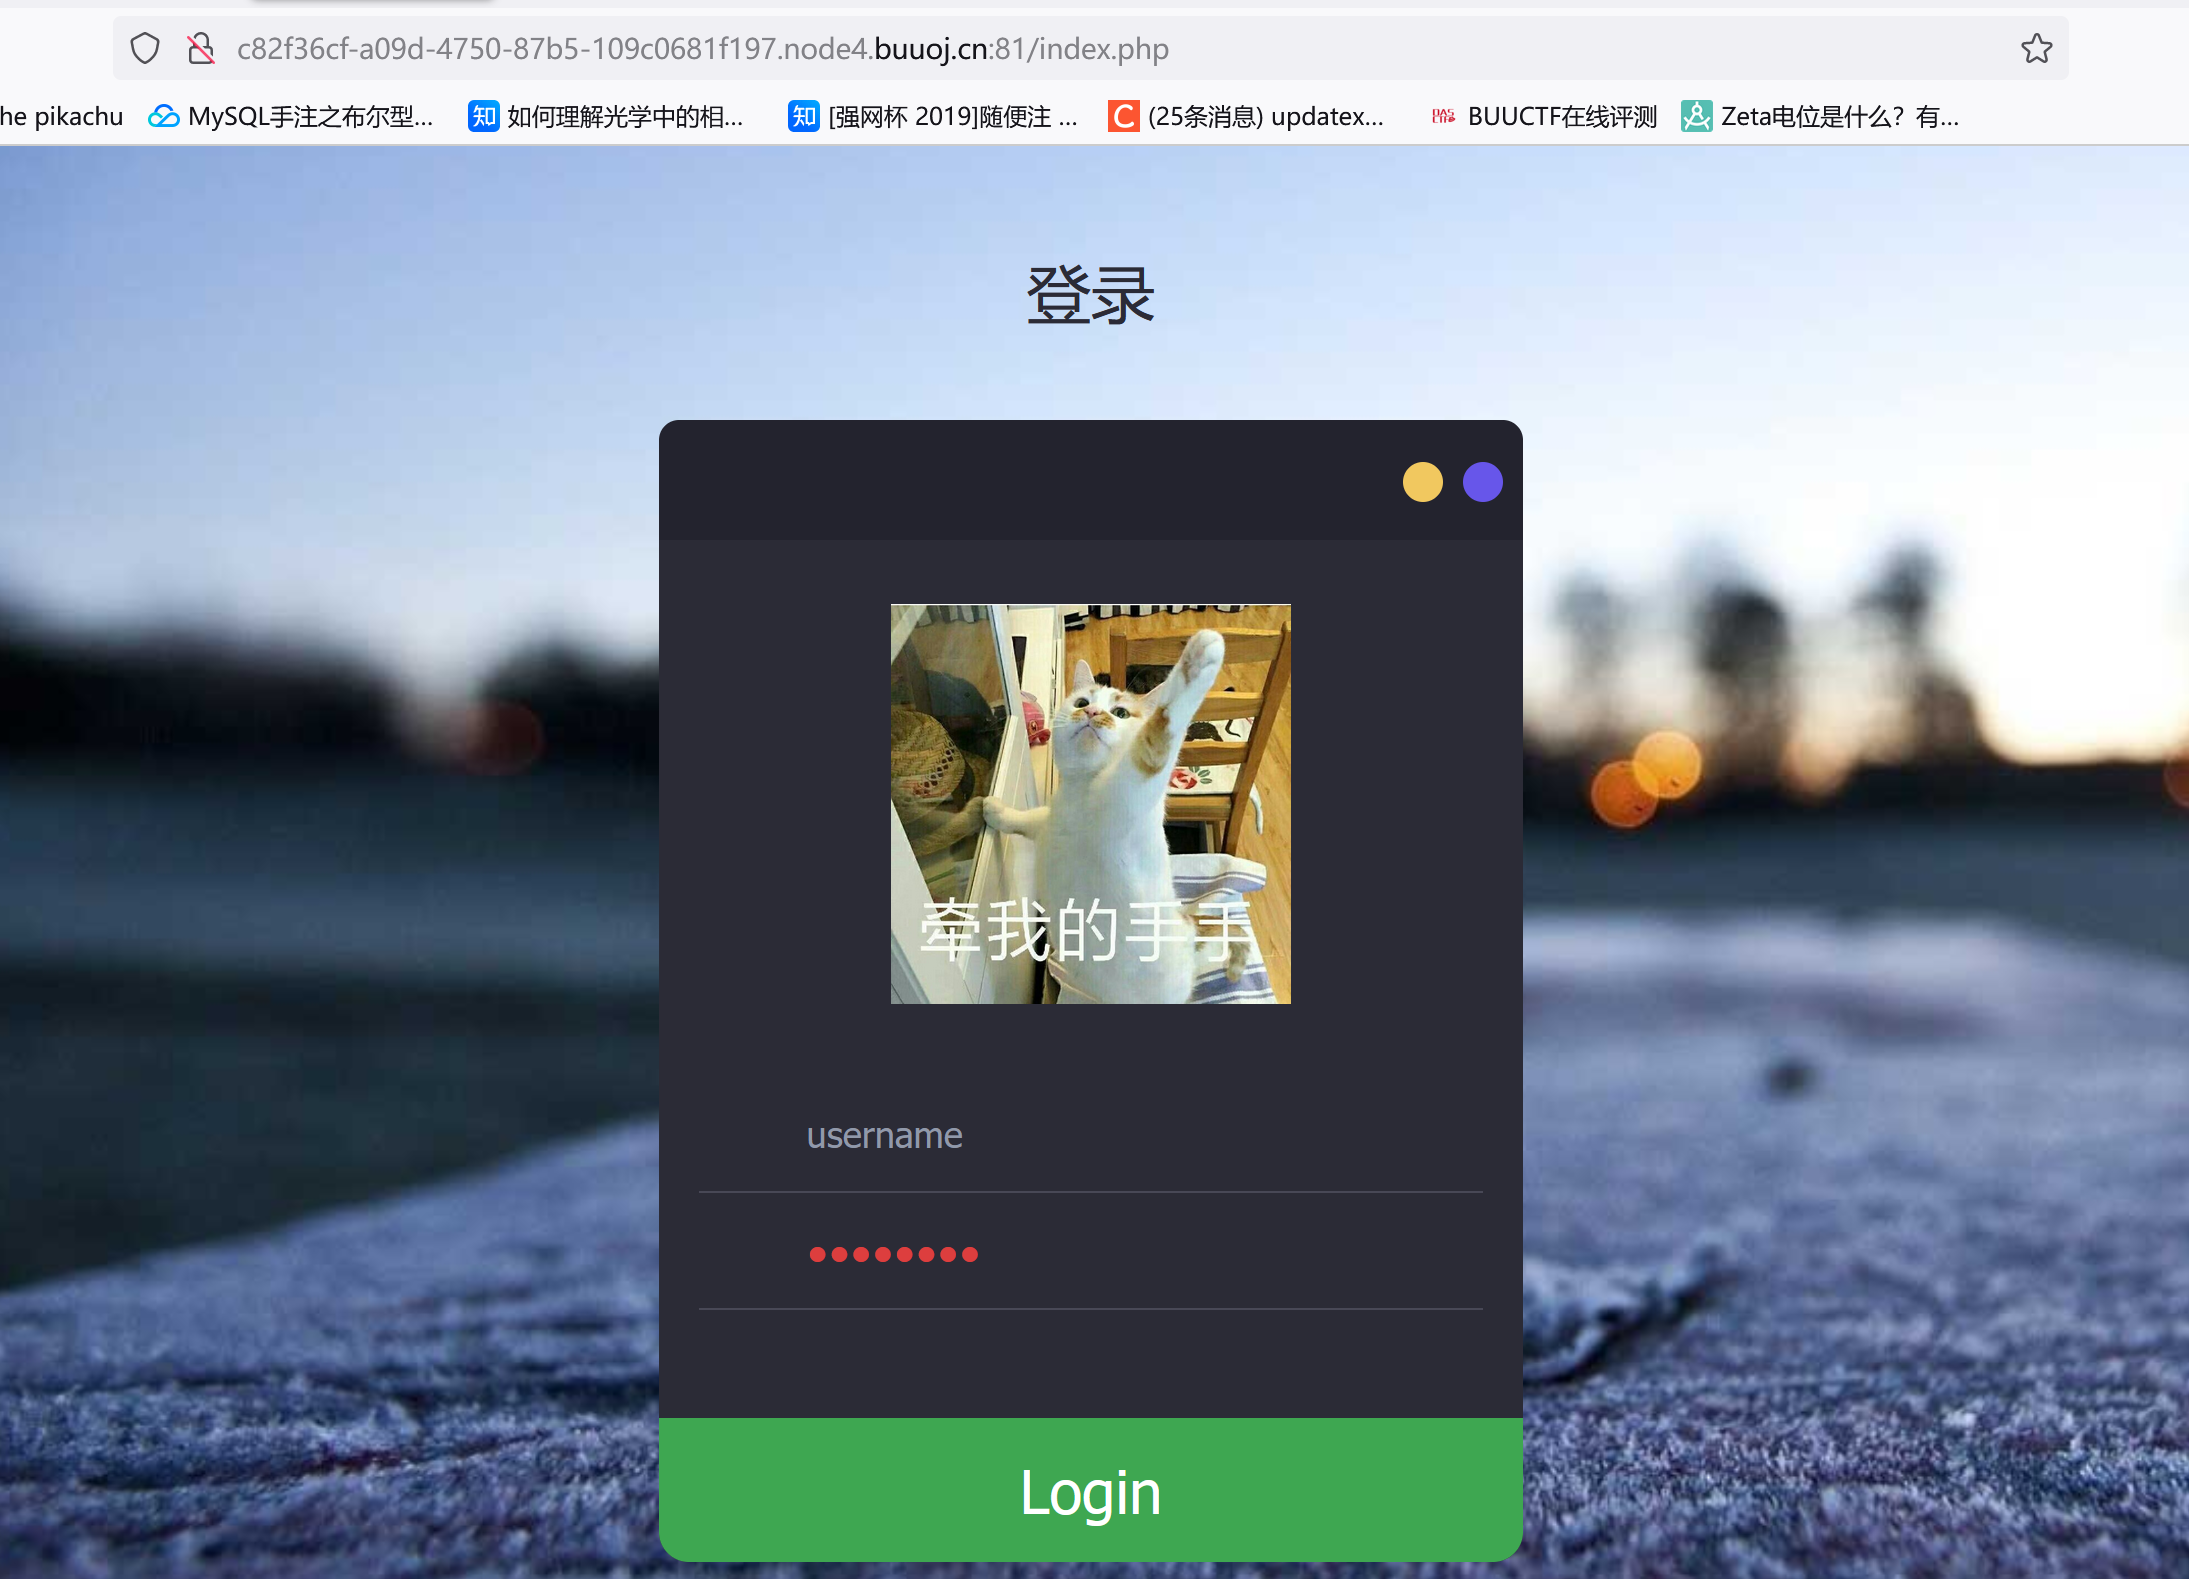 c82f36cf-a09d-4750-87b5-109c0681f197.node4.buuoj.cn:81/index.php
he pikachu MySQL手注之布尔型... 知 如何理解光学中的相... 知 [强网杯 2019]随便注 ... C (25条消息) updatex... BUUCTF在线评测 Zeta电位是什么？有...
登录
牵我的手手
username
Login